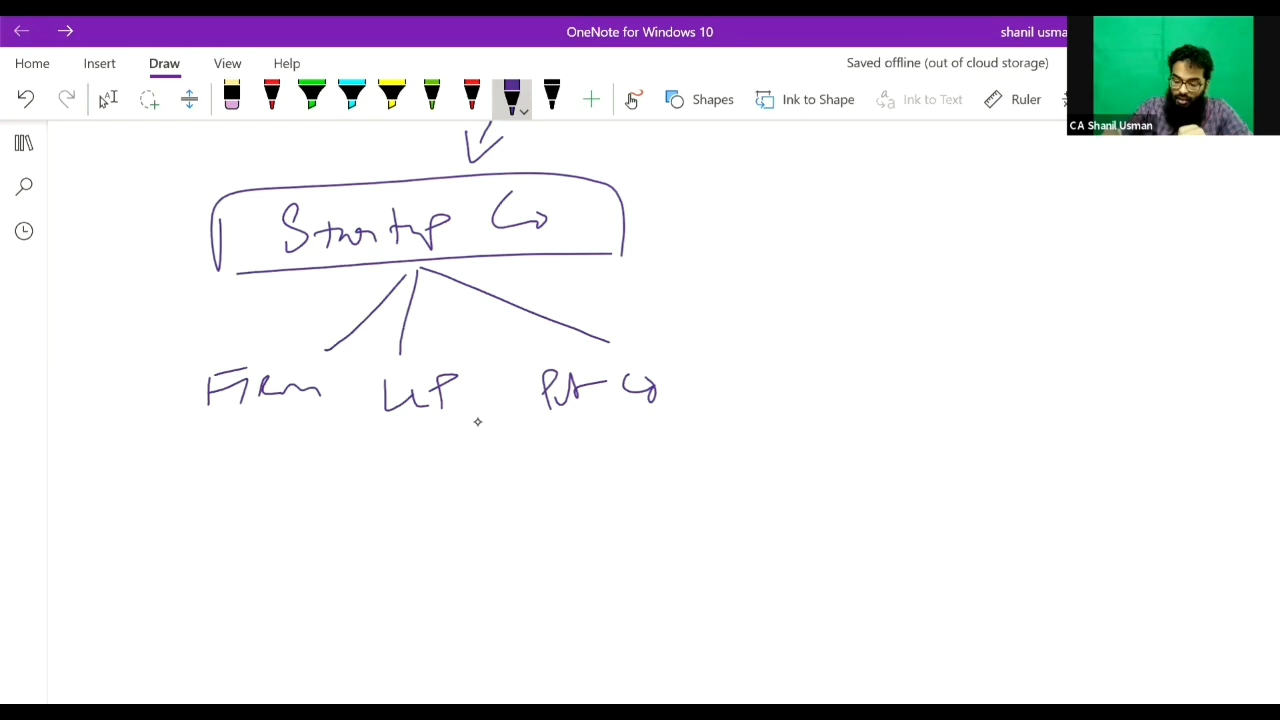 OneNote for Windows 10
shanil usma
Home Insert Draw View Help
Saved offline (out of cloud storage)
Shapes Ink to Shape Ink to Text Ruler
CA Shanil Usman
Startup Co
Firm LLP Pvt Co